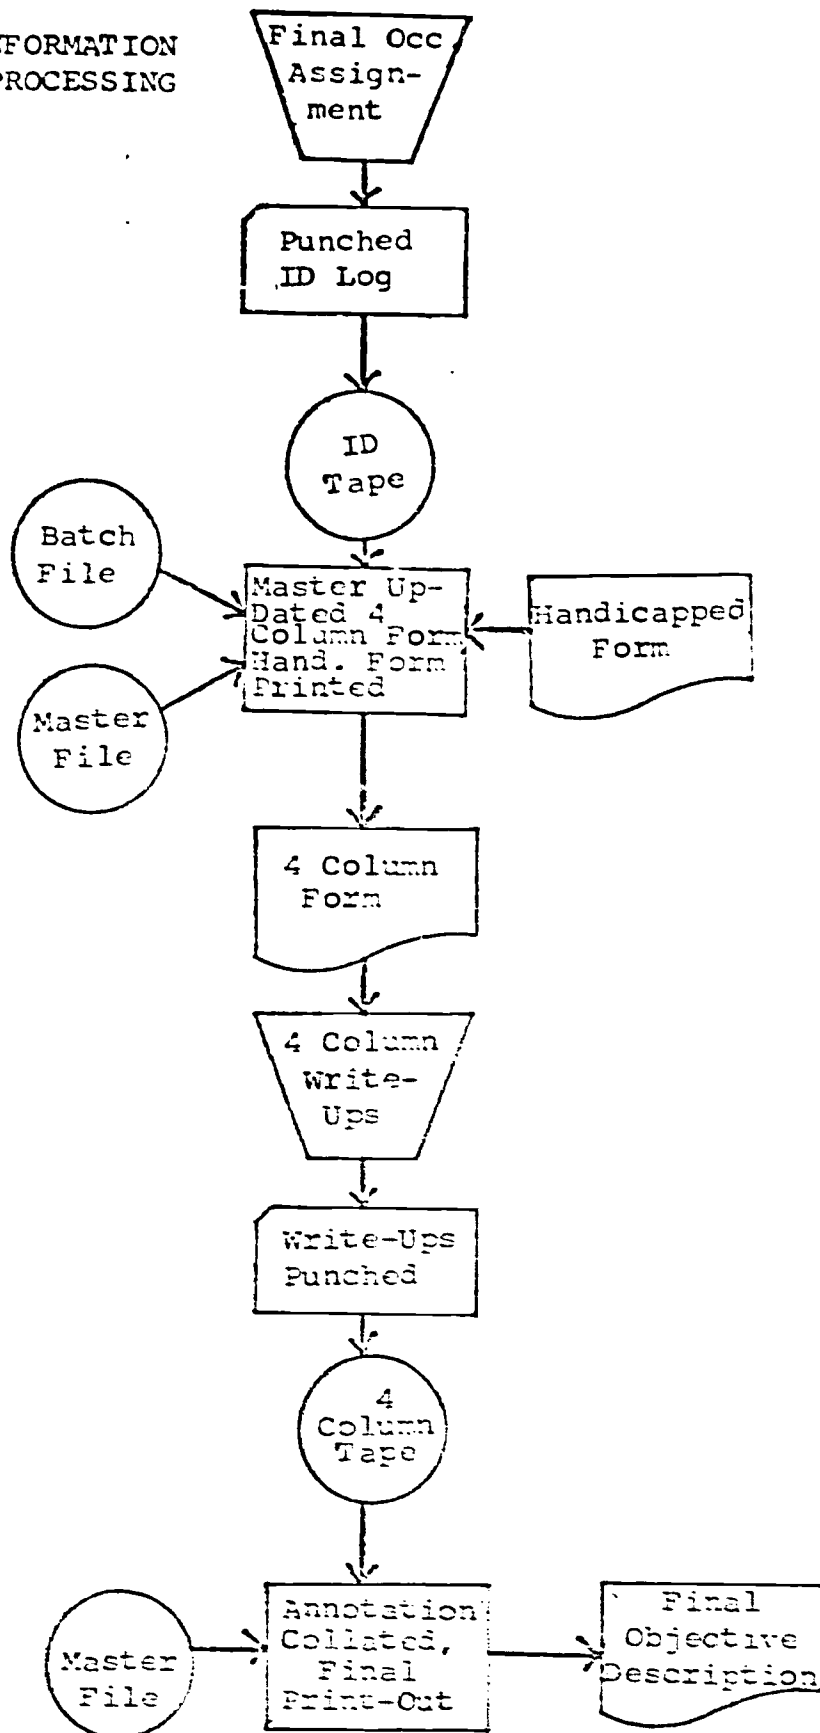 NFORMATION
PROCESSING
Final Occ
Assign-
ment
Punched
ID Log
ID
Tape
Batch
File
Master Up-
Dated 4
Column Form
Hand. Form
Printed
Handicapped
Form
Master
File
4 Column
Form
4 Column
Write-
Ups
Write-Ups
Punched
4
Column
Tape
Master
File
Annotation
Collated,
Final
Print-Out
Final
Objective
Description